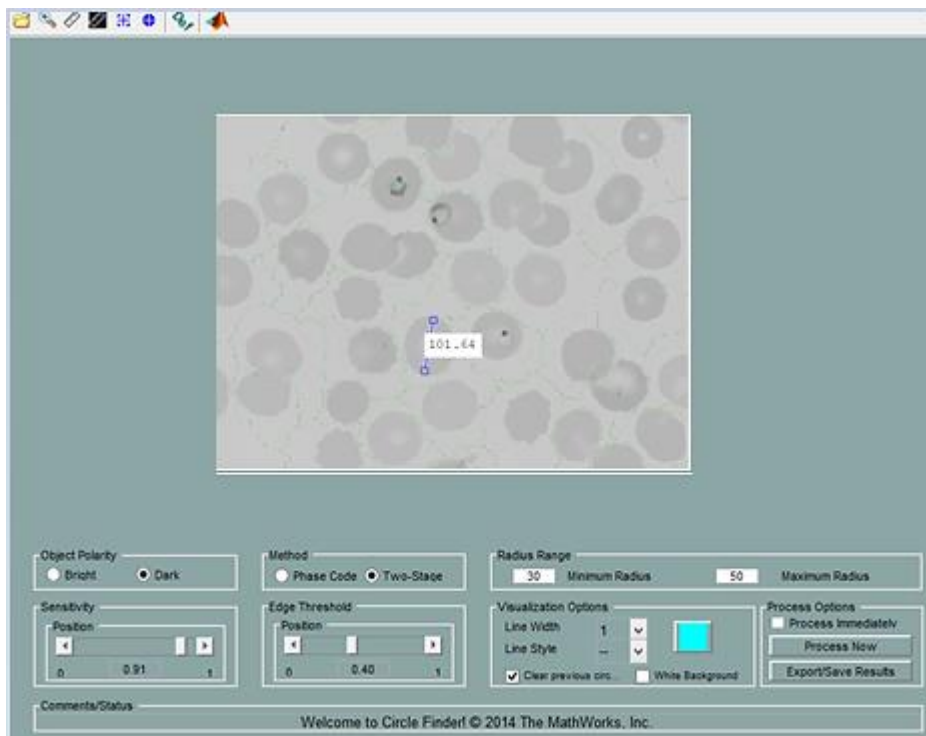 101.64
Object Polarity
Bright Dark
Method
Phase Code Two-Stage
Radius Range
30 Minimum Radius 50 Maximum Radius
Sensitivity
Position
0 0.91 1
Edge Threshold
Position
0 0.40 1
Visualization Options
Line Width 1
Line Style --
Clear previous circ... White Background
Process Options
Process Immediately
Process Now
Export/Save Results
Comments/Status
Welcome to Circle Finder! © 2014 The MathWorks, Inc.